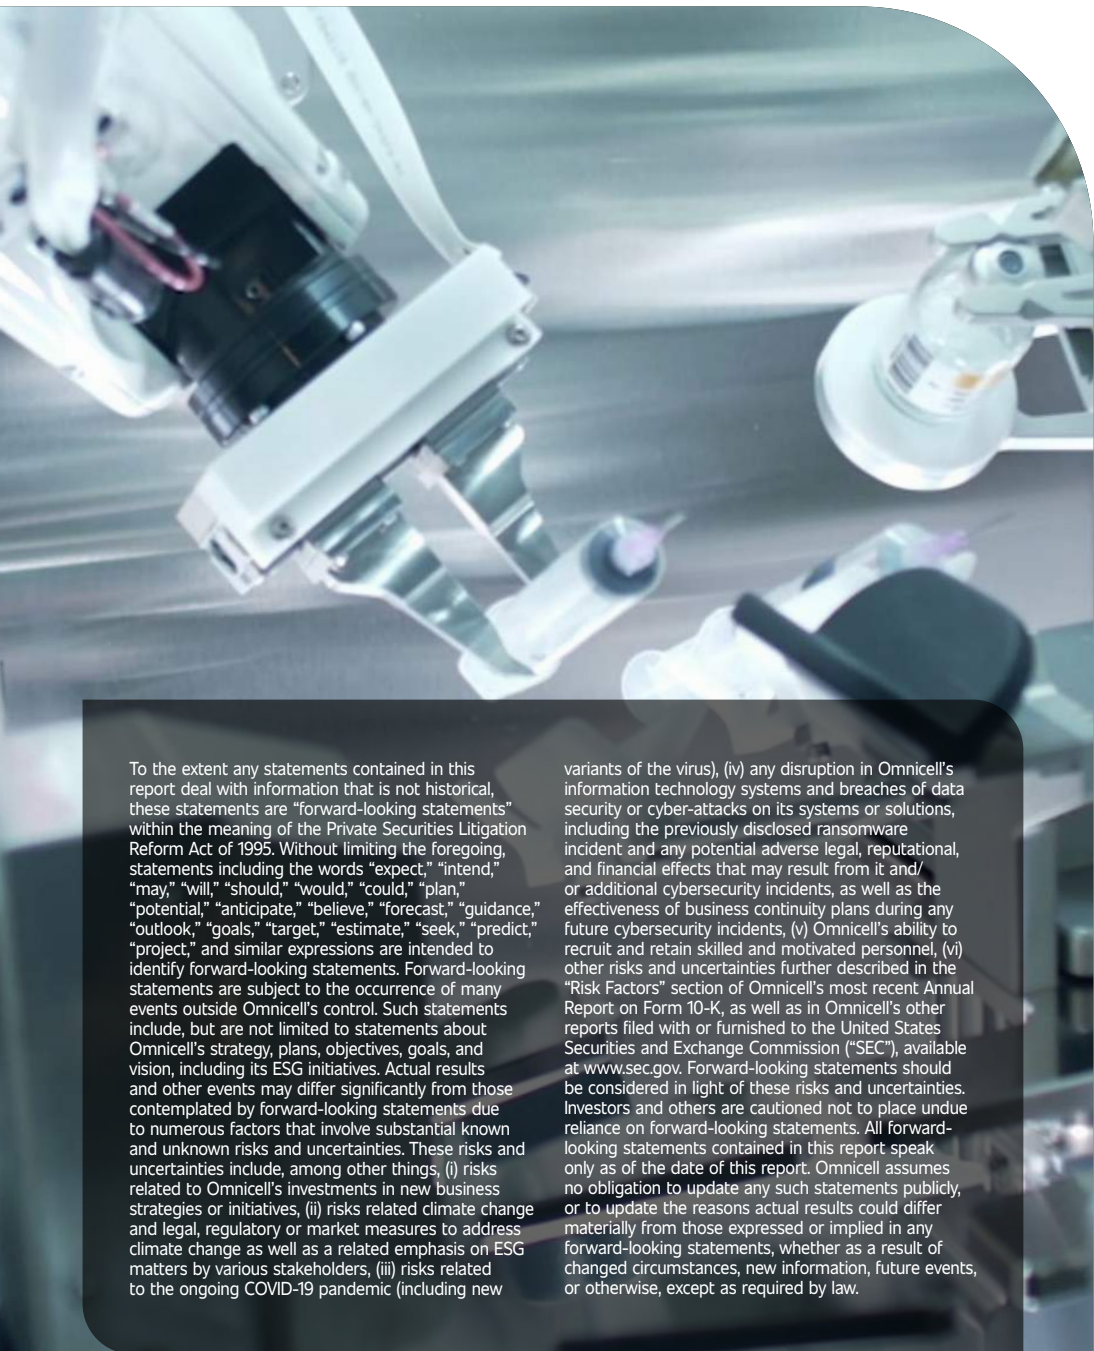 To the extent any statements contained in this
report deal with information that is not historical,
these statements are “forward-looking statements”
within the meaning of the Private Securities Litigation
Reform Act of 1995. Without limiting the foregoing,
statements including the words “expect,” “intend,”
“may,” “will,” “should,” “would,” “could,” “plan,”
“potential,” “anticipate,” “believe,” “forecast,” “guidance,”
“outlook,” “goals,” “target,” “estimate,” “seek,” “predict,”
“project,” and similar expressions are intended to
identify forward-looking statements. Forward-looking
statements are subject to the occurrence of many
events outside Omnicell’s control. Such statements
include, but are not limited to statements about
Omnicell’s strategy, plans, objectives, goals, and
vision, including its ESG initiatives. Actual results
and other events may differ significantly from those
contemplated by forward-looking statements due
to numerous factors that involve substantial known
and unknown risks and uncertainties. These risks and
uncertainties include, among other things, (i) risks
related to Omnicell’s investments in new business
strategies or initiatives, (ii) risks related climate change
and legal, regulatory or market measures to address
climate change as well as a related emphasis on ESG
matters by various stakeholders, (iii) risks related
to the ongoing COVID-19 pandemic (including new
variants of the virus), (iv) any disruption in Omnicell’s
information technology systems and breaches of data
security or cyber-attacks on its systems or solutions,
including the previously disclosed ransomware
incident and any potential adverse legal, reputational,
and financial effects that may result from it and/
or additional cybersecurity incidents, as well as the
effectiveness of business continuity plans during any
future cybersecurity incidents, (v) Omnicell’s ability to
recruit and retain skilled and motivated personnel, (vi)
other risks and uncertainties further described in the
“Risk Factors” section of Omnicell’s most recent Annual
Report on Form 10-K, as well as in Omnicell’s other
reports filed with or furnished to the United States
Securities and Exchange Commission (“SEC”), available
at www.sec.gov. Forward-looking statements should
be considered in light of these risks and uncertainties.
Investors and others are cautioned not to place undue
reliance on forward-looking statements. All forward-
looking statements contained in this report speak
only as of the date of this report. Omnicell assumes
no obligation to update any such statements publicly,
or to update the reasons actual results could differ
materially from those expressed or implied in any
forward-looking statements, whether as a result of
changed circumstances, new information, future events,
or otherwise, except as required by law.